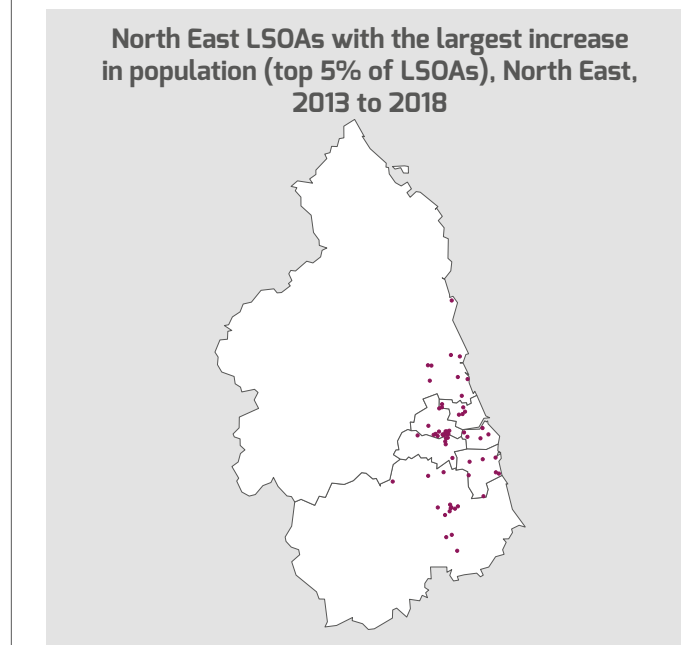 North East LSOAs with the largest increase
in population (top 5% of LSOAs), North East,
2013 to 2018